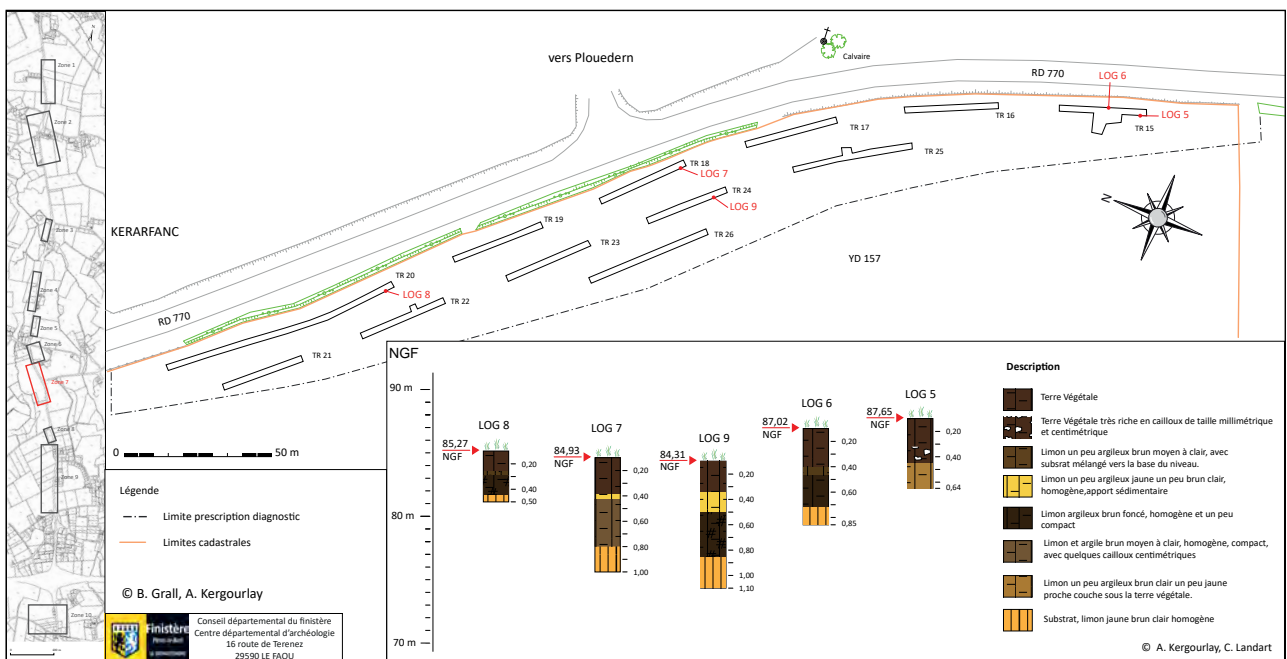 Zone 1
Zone 2
Zone 3
Zone 4
Zone 5
Zone 6
Zone 7
Zone 8
Zone 9
Zone 10
vers Plouedern
Calvaire
RD 770
LOG 6
LOG 5
TR 15
TR 16
TR 17
TR 25
TR 18
LOG 7
TR 24
LOG 9
TR 19
TR 23
TR 26
KERARFANC
YD 157
N
TR 20
LOG 8
TR 22
RD 770
TR 21
0 50 m
Légende
Limite prescription diagnostic
Limites cadastrales
© B. Grall, A. Kergourlay
Finistère
Conseil départemental du finistère
Centre départemental d'archéologie
16 route de Terenez
29590 LE FAOU
NGF
90 m
80 m
70 m
LOG 8
85,27
NGF
0,20
0,40
0,50
LOG 7
84,93
NGF
0,20
0,40
0,60
0,80
1,00
LOG 9
84,31
NGF
0,20
0,40
0,60
0,80
1,00
1,10
LOG 6
87,02
NGF
0,20
0,40
0,60
0,85
LOG 5
87,65
NGF
0,20
0,40
0,64
Description
Terre Végétale
Terre Végétale très riche en cailloux de taille millimétrique
et centimétrique
Limon un peu argileux brun moyen à clair, avec
substrat mélangé vers la base du niveau.
Limon un peu argileux jaune un peu brun clair,
homogène,apport sédimentaire
Limon argileux brun foncé, homogène et un peu
compact
Limon et argile brun moyen à clair, homogène, compact,
avec quelques cailloux centimétriques
Limon un peu argileux brun clair un peu jaune
proche couche sous la terre végétale.
Substrat, limon jaune brun clair homogène
© A. Kergourlay, C. Landart